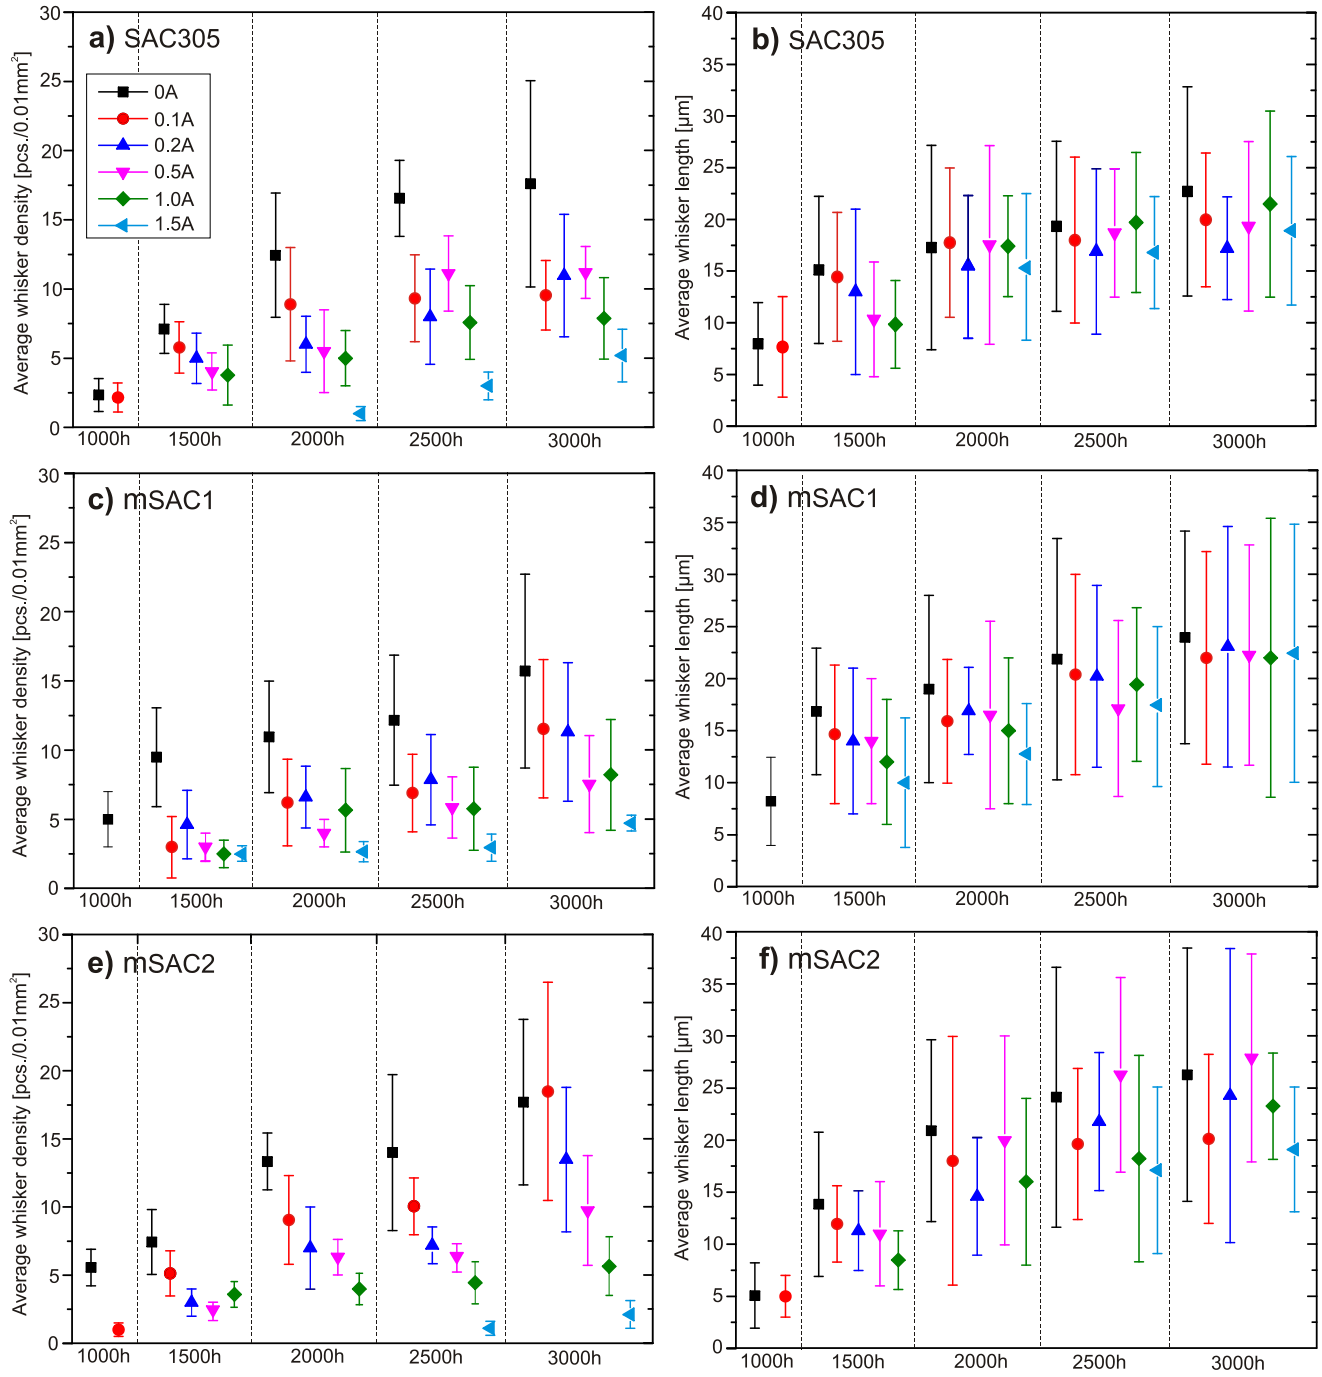 a) SAC305
Average whisker density [pcs./0.01mm²]
30
25
20
15
10
5
0
0A
0.1A
0.2A
0.5A
1.0A
1.5A
1000h 1500h 2000h 2500h 3000h
b) SAC305
Average whisker length [µm]
40
35
30
25
20
15
10
5
0
1000h 1500h 2000h 2500h 3000h
c) mSAC1
Average whisker density [pcs./0.01mm²]
30
25
20
15
10
5
0
1000h 1500h 2000h 2500h 3000h
d) mSAC1
Average whisker length [µm]
40
35
30
25
20
15
10
5
0
1000h 1500h 2000h 2500h 3000h
e) mSAC2
Average whisker density [pcs./0.01mm²]
30
25
20
15
10
5
0
1000h 1500h 2000h 2500h 3000h
f) mSAC2
Average whisker length [µm]
40
35
30
25
20
15
10
5
0
1000h 1500h 2000h 2500h 3000h